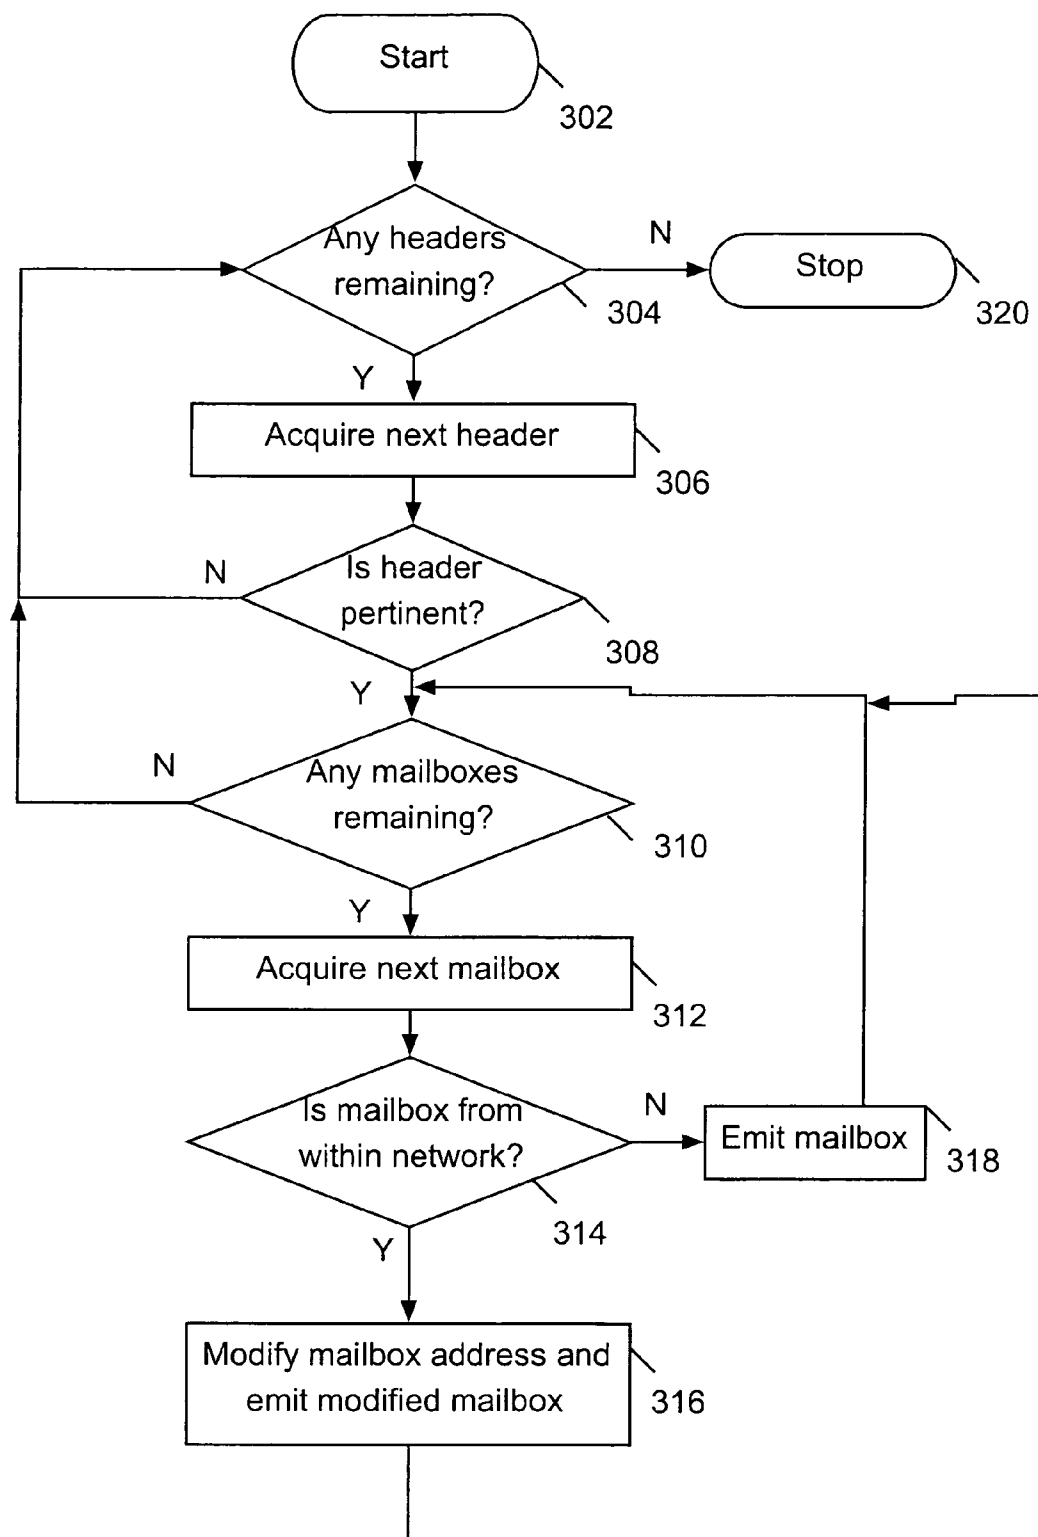 Start
302
Any headers
remaining?
N
Stop
304
320
Y
Acquire next header
306
N
Is header
pertinent?
308
Y
N
Any mailboxes
remaining?
310
Y
Acquire next mailbox
312
Is mailbox from
within network?
N
Emit mailbox
318
314
Y
Modify mailbox address and
emit modified mailbox
316